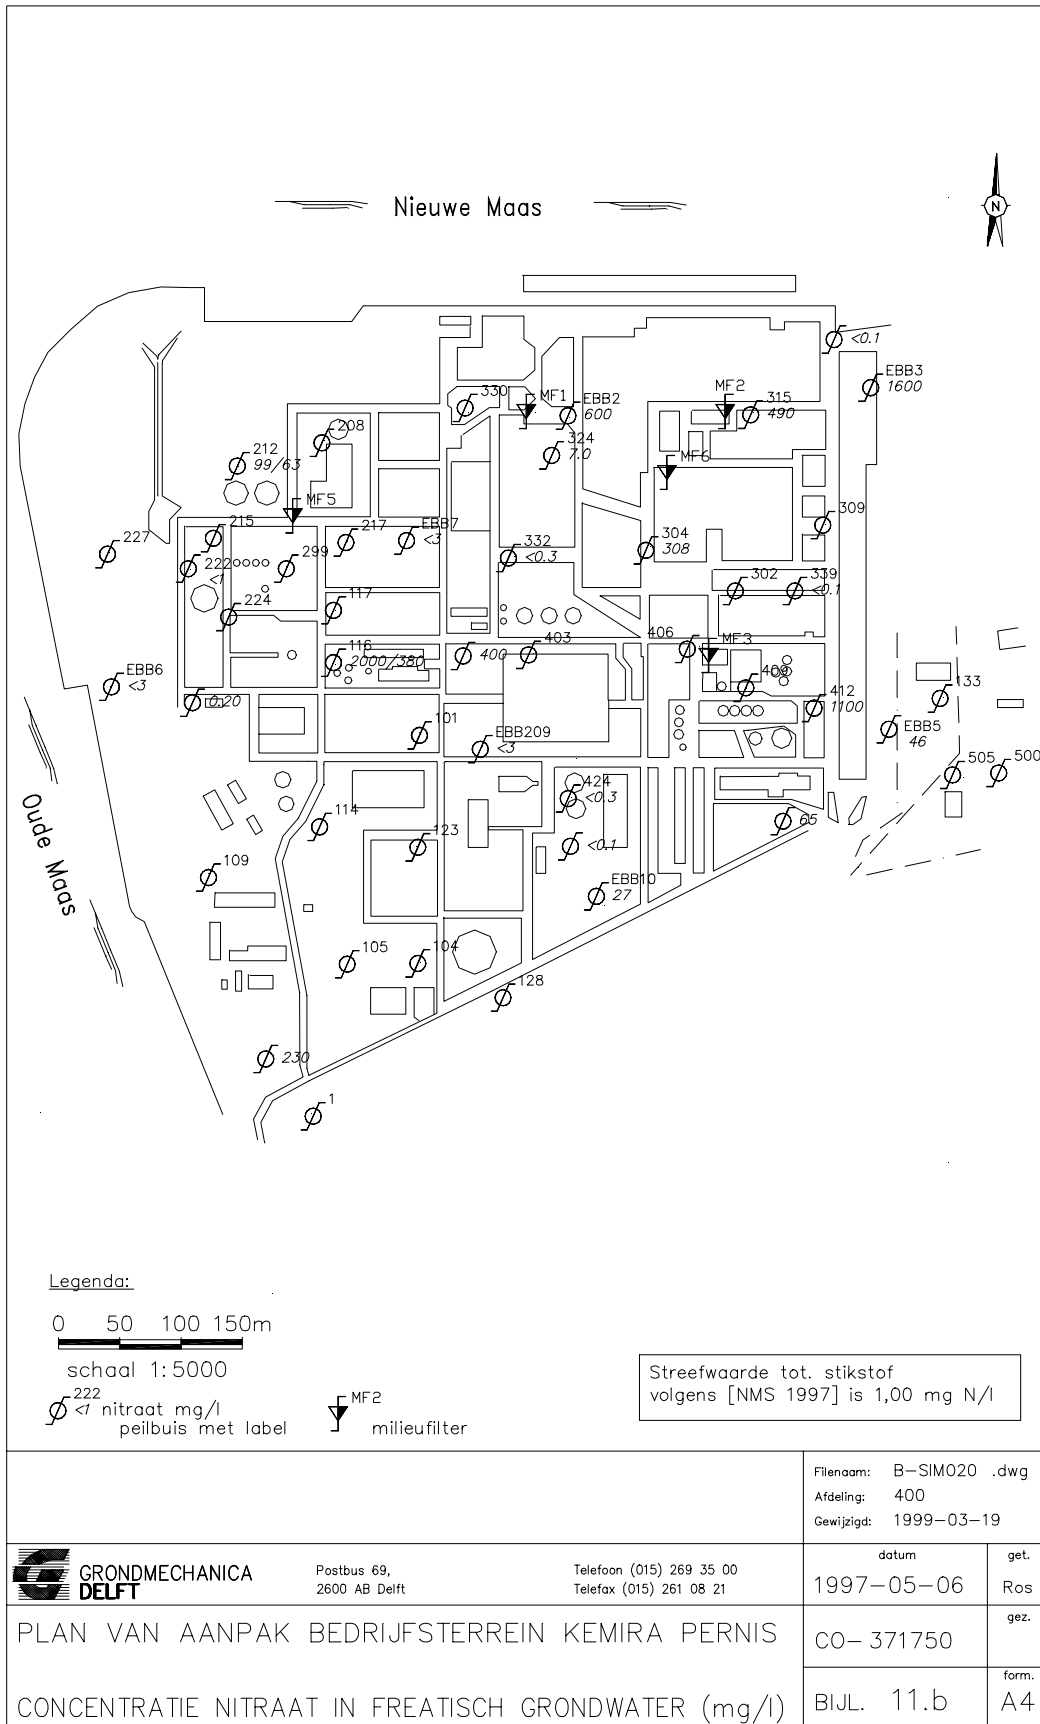 Nieuwe Maas
N
<0.1
EBB3
1600
330
MF1
EBB2
600
MF2
315
490
208
324
7.0
212
99/63
MF6
MF5
215
217
EBB7
<3
309
227
222
<1
299
332
<0.3
304
308
302
339
<0.1
224
117
116
2000/380
400
403
406
MF3
409
EBB6
<3
0.20
412
1100
133
EBB5
46
101
EBB209
<3
505
500
424
<0.3
114
65
123
<0.1
109
EBB10
27
Oude Maas
105
104
128
230
1
Legenda:
0 50 100 150m
schaal 1:5000
222
<1 nitraat mg/l
peilbuis met label
MF2
milieufilter
Streefwaarde tot. stikstof
volgens [NMS 1997] is 1,00 mg N/l
Filenaam: B-SIM020 .dwg
Afdeling: 400
Gewijzigd: 1999-03-19
GRONDMECHANICA
DELFT
Postbus 69,
2600 AB Delft
Telefoon (015) 269 35 00
Telefax (015) 261 08 21
datum
1997-05-06
get.
Ros
PLAN VAN AANPAK BEDRIJFSTERREIN KEMIRA PERNIS
CO-371750
gez.
CONCENTRATIE NITRAAT IN FREATISCH GRONDWATER (mg/l)
BIJL. 11.b
form.
A4